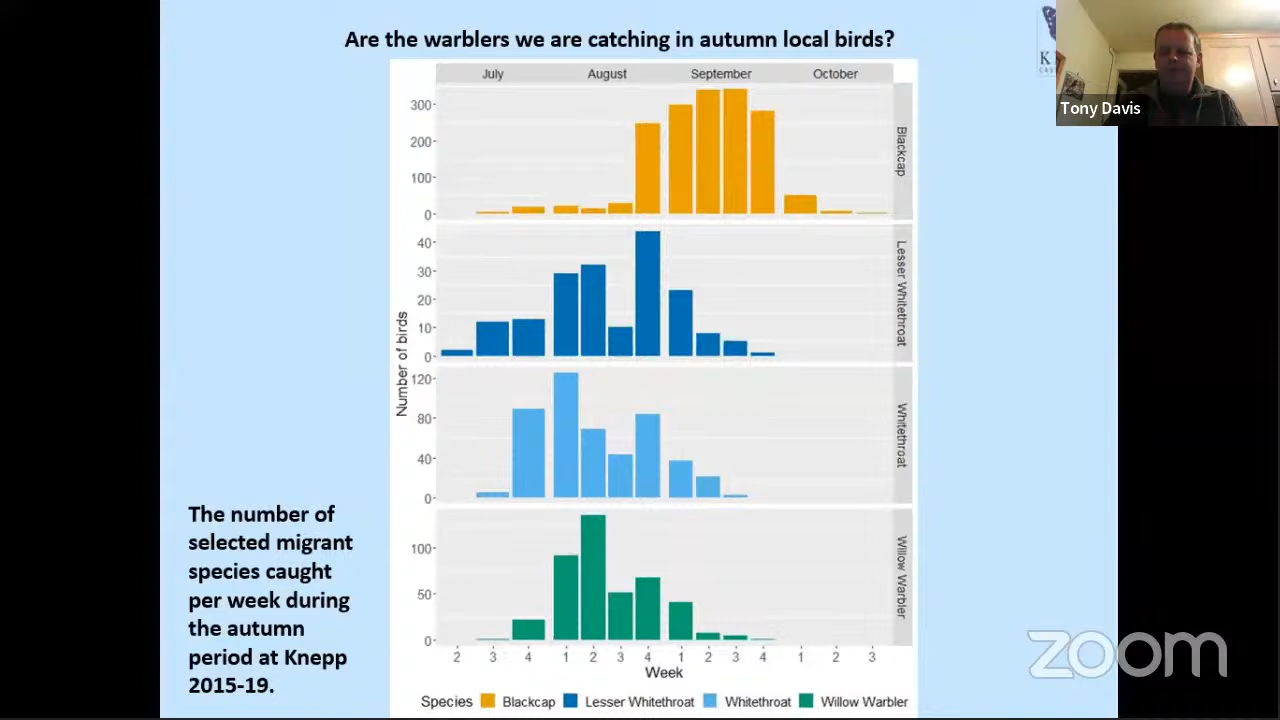 Are the warblers we are catching in autumn local birds?
Tony Davis
July August September October
300
200
100
0
Blackcap
40
30
20
10
0
Lesser Whitethroat
Number of birds
120
80
40
0
Whitethroat
100
50
0
Willow Warbler
2 3 4 1 2 3 4 1 2 3 4 1 2 3
Week
Species Blackcap Lesser Whitethroat Whitethroat Willow Warbler
The number of
selected migrant
species caught
per week during
the autumn
period at Knepp
2015-19.
zoom